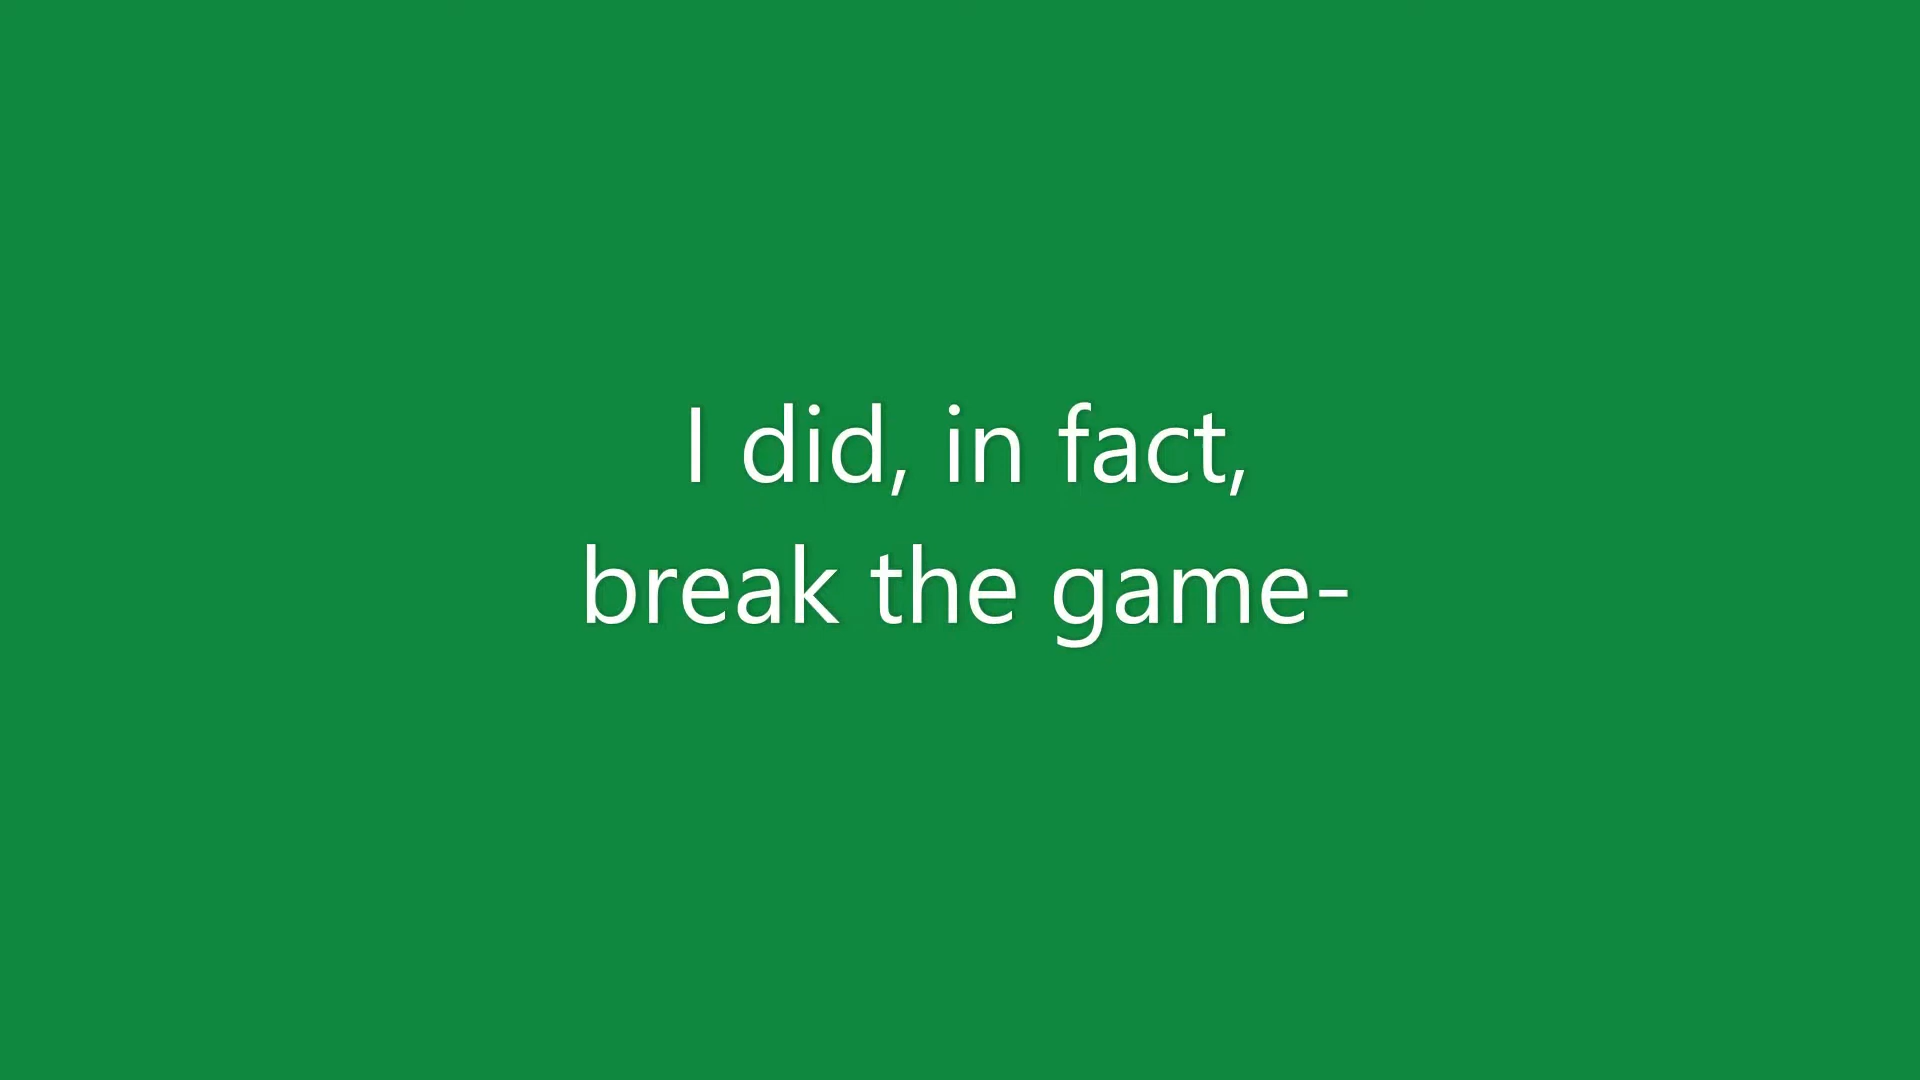 I did, in fact,
break the game-